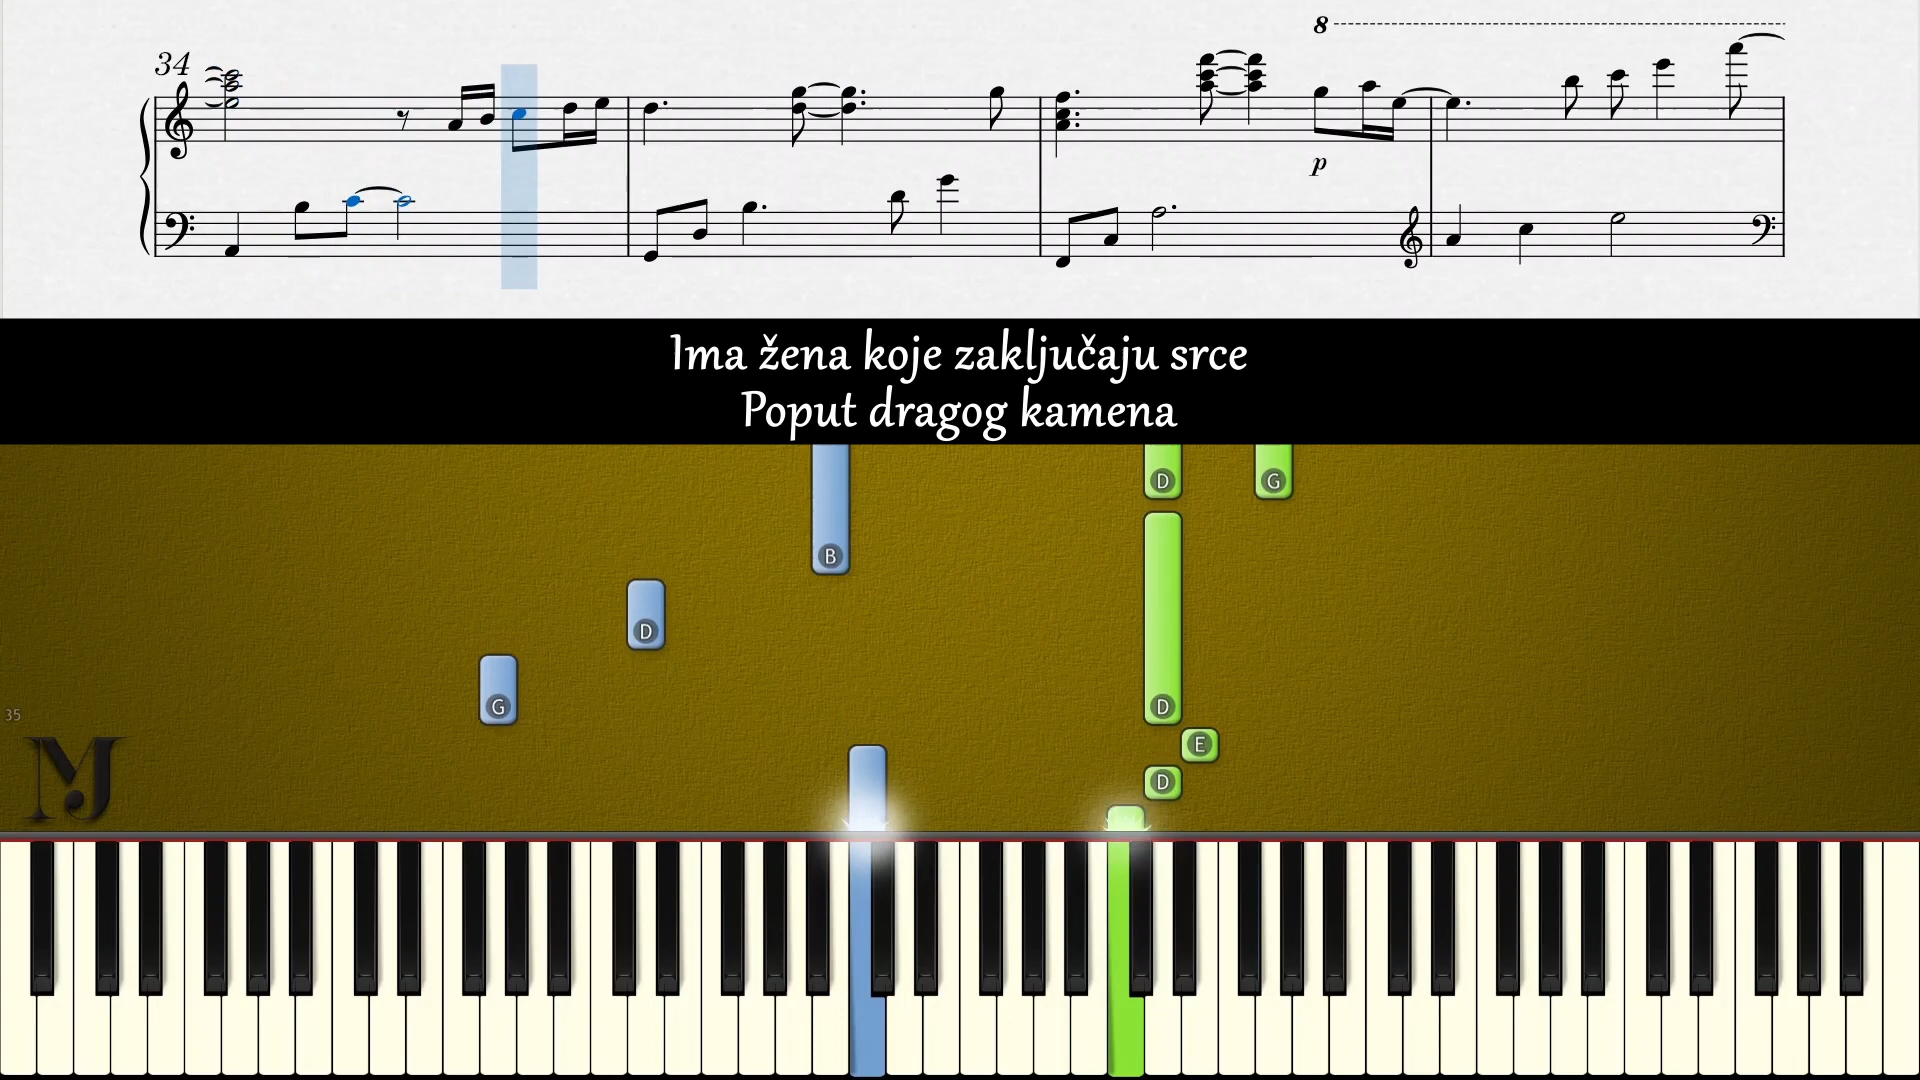 8
34
p
Ima žena koje zaključaju srce
Poput dragog kamena
D G
B
D
G D
35
E
D
MJ